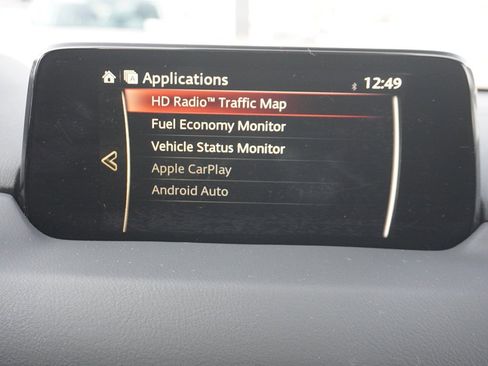 Applications
12:49
HD Radio™ Traffic Map
Fuel Economy Monitor
Vehicle Status Monitor
Apple CarPlay
Android Auto